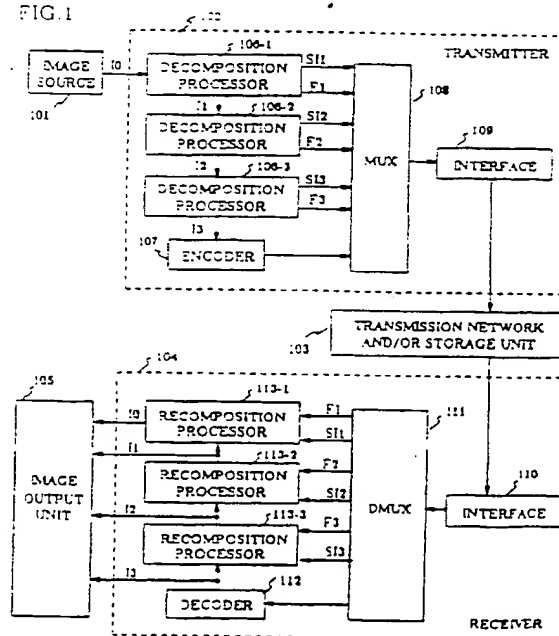 FIG.1
102
TRANSMITTER
IMAGE
SOURCE
101
I0
106-1
DECOMPOSITION
PROCESSOR
SI1
F1
108
I1
106-2
DECOMPOSITION
PROCESSOR
SI2
F2
MUX
109
INTERFACE
I2
106-3
DECOMPOSITION
PROCESSOR
SI3
F3
I3
107
ENCODER
103
TRANSMISSION NETWORK
AND/OR STORAGE UNIT
104
105
IMAGE
OUTPUT
UNIT
113-1
RECOMPOSITION
PROCESSOR
I0
F1
SI1
111
I1
113-2
RECOMPOSITION
PROCESSOR
F2
SI2
DMUX
110
INTERFACE
I2
113-3
RECOMPOSITION
PROCESSOR
F3
SI3
I3
112
DECODER
RECEIVER